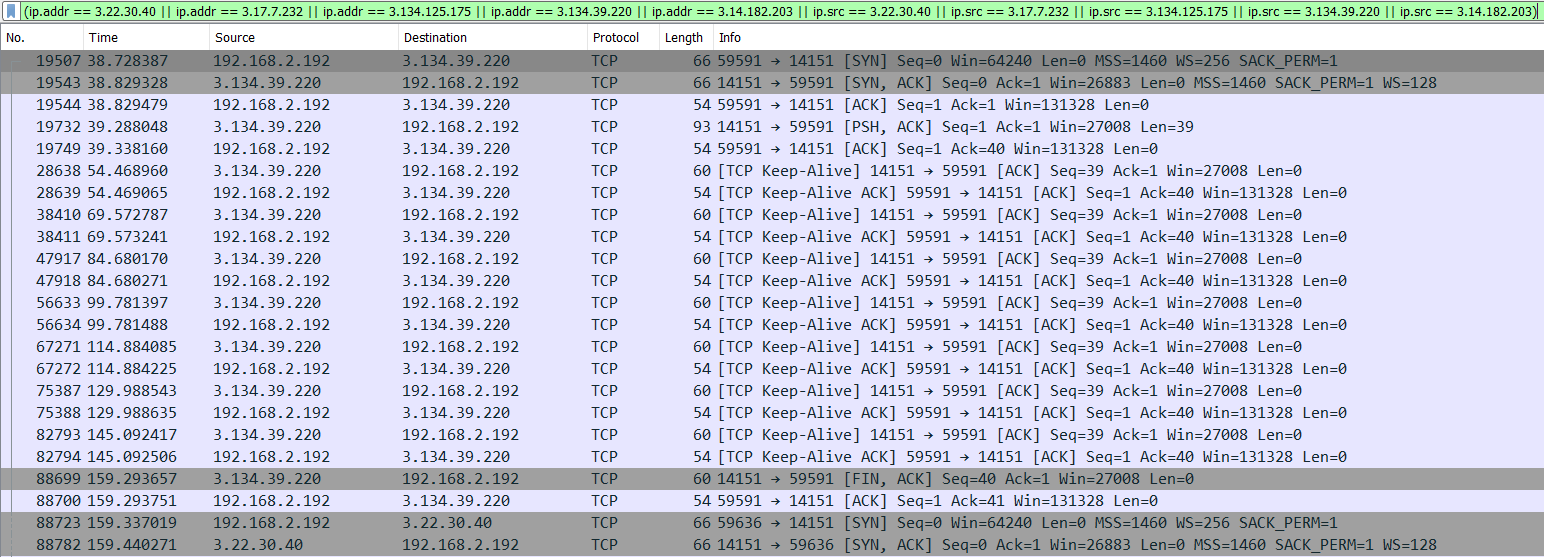 (ip.addr == 3.22.30.40 || ip.addr == 3.17.7.232 || ip.addr == 3.134.125.175 || ip.addr == 3.134.39.220 || ip.addr == 3.14.182.203 || ip.src == 3.22.30.40 || ip.src == 3.17.7.232 || ip.src == 3.134.125.175 || ip.src == 3.134.39.220 || ip.src == 3.14.182.203)
No. Time Source Destination Protocol Length Info
19507 38.728387 192.168.2.192 3.134.39.220 TCP 66 59591 → 14151 [SYN] Seq=0 Win=64240 Len=0 MSS=1460 WS=256 SACK_PERM=1
19543 38.829328 3.134.39.220 192.168.2.192 TCP 66 14151 → 59591 [SYN, ACK] Seq=0 Ack=1 Win=26883 Len=0 MSS=1460 SACK_PERM=1 WS=128
19544 38.829479 192.168.2.192 3.134.39.220 TCP 54 59591 → 14151 [ACK] Seq=1 Ack=1 Win=131328 Len=0
19732 39.288048 3.134.39.220 192.168.2.192 TCP 93 14151 → 59591 [PSH, ACK] Seq=1 Ack=1 Win=27008 Len=39
19749 39.338160 192.168.2.192 3.134.39.220 TCP 54 59591 → 14151 [ACK] Seq=1 Ack=40 Win=131328 Len=0
28638 54.468960 3.134.39.220 192.168.2.192 TCP 60 [TCP Keep-Alive] 14151 → 59591 [ACK] Seq=39 Ack=1 Win=27008 Len=0
28639 54.469065 192.168.2.192 3.134.39.220 TCP 54 [TCP Keep-Alive ACK] 59591 → 14151 [ACK] Seq=1 Ack=40 Win=131328 Len=0
38410 69.572787 3.134.39.220 192.168.2.192 TCP 60 [TCP Keep-Alive] 14151 → 59591 [ACK] Seq=39 Ack=1 Win=27008 Len=0
38411 69.573241 192.168.2.192 3.134.39.220 TCP 54 [TCP Keep-Alive ACK] 59591 → 14151 [ACK] Seq=1 Ack=40 Win=131328 Len=0
47917 84.680170 3.134.39.220 192.168.2.192 TCP 60 [TCP Keep-Alive] 14151 → 59591 [ACK] Seq=39 Ack=1 Win=27008 Len=0
47918 84.680271 192.168.2.192 3.134.39.220 TCP 54 [TCP Keep-Alive ACK] 59591 → 14151 [ACK] Seq=1 Ack=40 Win=131328 Len=0
56633 99.781397 3.134.39.220 192.168.2.192 TCP 60 [TCP Keep-Alive] 14151 → 59591 [ACK] Seq=39 Ack=1 Win=27008 Len=0
56634 99.781488 192.168.2.192 3.134.39.220 TCP 54 [TCP Keep-Alive ACK] 59591 → 14151 [ACK] Seq=1 Ack=40 Win=131328 Len=0
67271 114.884085 3.134.39.220 192.168.2.192 TCP 60 [TCP Keep-Alive] 14151 → 59591 [ACK] Seq=39 Ack=1 Win=27008 Len=0
67272 114.884225 192.168.2.192 3.134.39.220 TCP 54 [TCP Keep-Alive ACK] 59591 → 14151 [ACK] Seq=1 Ack=40 Win=131328 Len=0
75387 129.988543 3.134.39.220 192.168.2.192 TCP 60 [TCP Keep-Alive] 14151 → 59591 [ACK] Seq=39 Ack=1 Win=27008 Len=0
75388 129.988635 192.168.2.192 3.134.39.220 TCP 54 [TCP Keep-Alive ACK] 59591 → 14151 [ACK] Seq=1 Ack=40 Win=131328 Len=0
82793 145.092417 3.134.39.220 192.168.2.192 TCP 60 [TCP Keep-Alive] 14151 → 59591 [ACK] Seq=39 Ack=1 Win=27008 Len=0
82794 145.092506 192.168.2.192 3.134.39.220 TCP 54 [TCP Keep-Alive ACK] 59591 → 14151 [ACK] Seq=1 Ack=40 Win=131328 Len=0
88699 159.293657 3.134.39.220 192.168.2.192 TCP 60 14151 → 59591 [FIN, ACK] Seq=40 Ack=1 Win=27008 Len=0
88700 159.293751 192.168.2.192 3.134.39.220 TCP 54 59591 → 14151 [ACK] Seq=1 Ack=41 Win=131328 Len=0
88723 159.337019 192.168.2.192 3.22.30.40 TCP 66 59636 → 14151 [SYN] Seq=0 Win=64240 Len=0 MSS=1460 WS=256 SACK_PERM=1
88782 159.440271 3.22.30.40 192.168.2.192 TCP 66 14151 → 59636 [SYN, ACK] Seq=0 Ack=1 Win=26883 Len=0 MSS=1460 SACK_PERM=1 WS=128